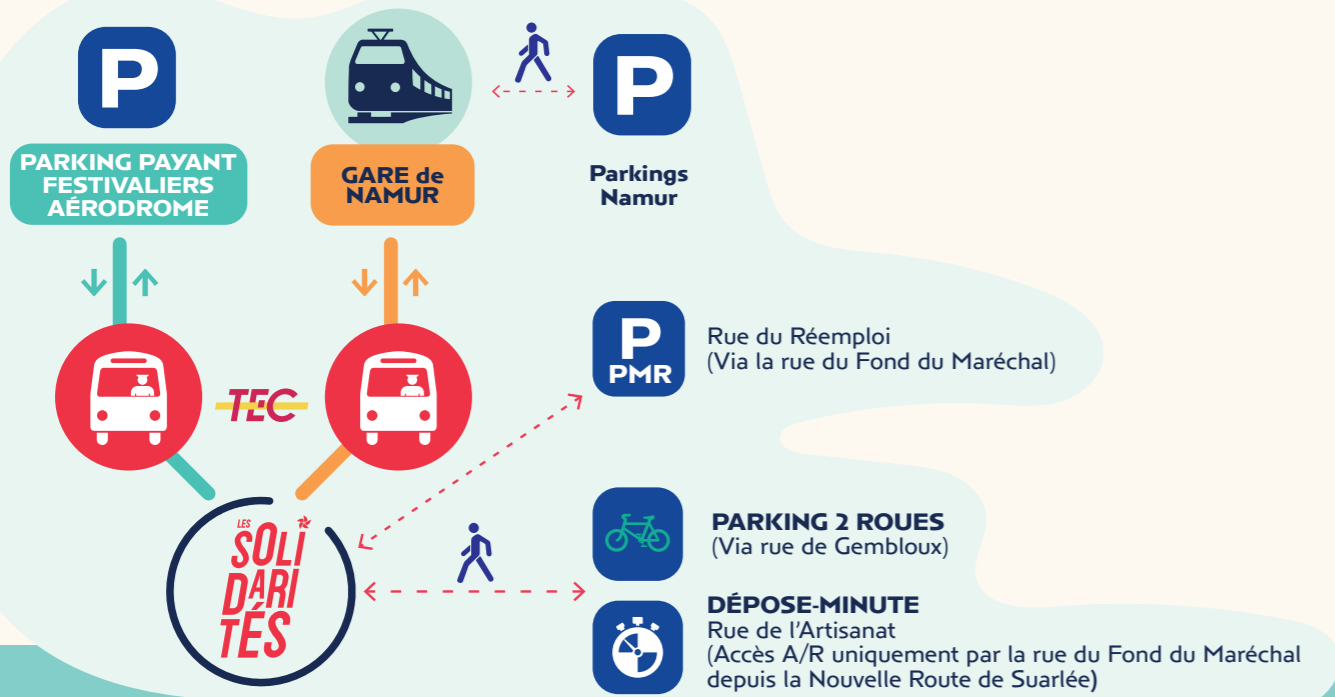 P
PARKING PAYANT
FESTIVALIERS
AÉRODROME
GARE de
NAMUR
P
Parkings
Namur
TEC
P
PMR
Rue du Réemploi
(Via la rue du Fond du Maréchal)
LES
SOLI
DARI
TÉS
PARKING 2 ROUES
(Via rue de Gembloux)
DÉPOSE-MINUTE
Rue de l'Artisanat
(Accès A/R uniquement par la rue du Fond du Maréchal
depuis la Nouvelle Route de Suarlée)